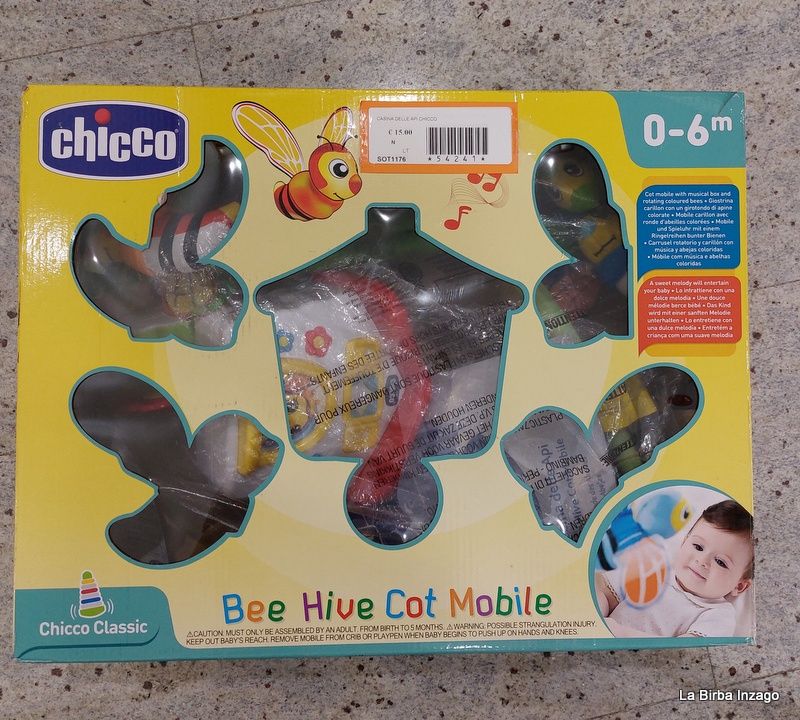 chicco
CASINA DELLE API CHICCO
€ 15.00
N
LT
SOT1176
*54241*
0-6m
Cot mobile with musical box and
rotating coloured bees • Giostrina
carillon con un girotondo di apine
colorate • Mobile carillon avec
ronde d'abeilles colorées • Mobile
und Spieluhr mit einem
Ringelreihen bunter Bienen
• Carrusel rotatorio y carillón con
música y abejas coloridas
• Móbile com música e abelhas
coloridas
A sweet melody will entertain
your baby • Lo intrattiene con una
dolce melodia • Une douce
mélodie berce bébé • Das Kind
wird mit einer sanften Melodie
unterhalten • Lo entretiene con
una dulce melodía • Entretém a
criança com uma suave melodia
Bee Hive Cot Mobile
Chicco Classic
⚠CAUTION: MUST ONLY BE ASSEMBLED BY AN ADULT. FROM BIRTH TO 5 MONTHS. ⚠ WARNING: POSSIBLE STRANGULATION INJURY.
KEEP OUT BABY'S REACH. REMOVE MOBILE FROM CRIB OR PLAYPEN WHEN BABY BEGINS TO PUSH UP ON HANDS AND KNEES.
La Birba Inzago